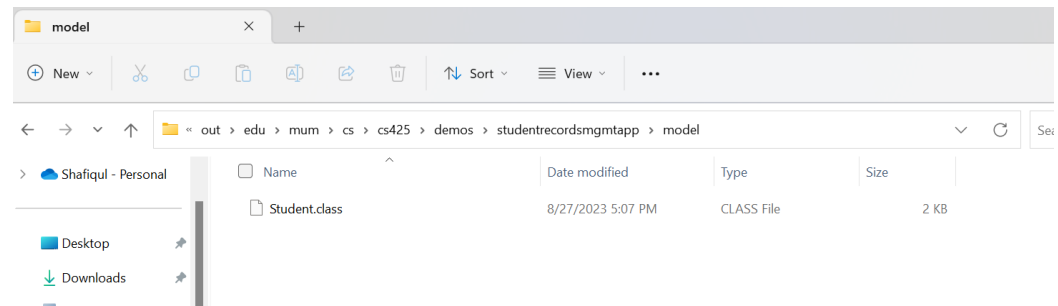 model
New
Sort
View
« out > edu > mum > cs > cs425 > demos > studentrecordsmgmtapp > model
Shafiqul - Personal
Name Date modified Type Size
Student.class 8/27/2023 5:07 PM CLASS File 2 KB
Desktop
Downloads